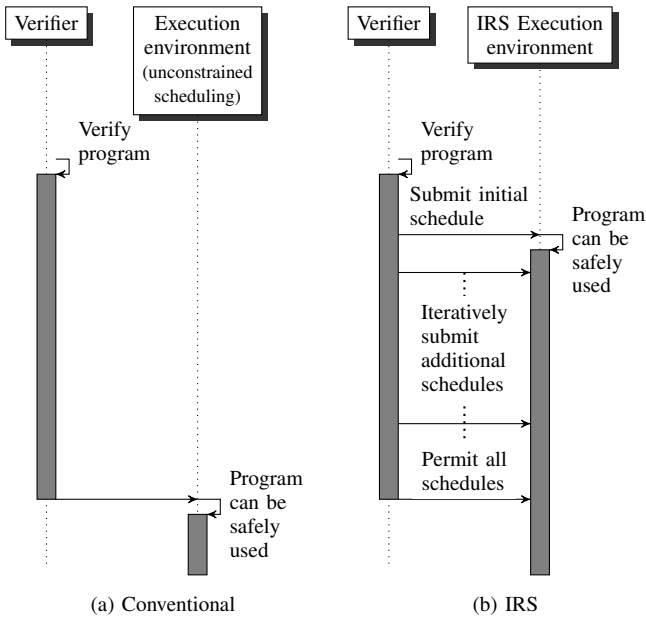 Verifier
Execution
environment
(unconstrained
scheduling)
Verify
program
Program
can be
safely
used
(a) Conventional
Verifier
IRS Execution
environment
Verify
program
Submit initial
schedule
Program
can be
safely
used
Iteratively
submit
additional
schedules
Permit all
schedules
(b) IRS